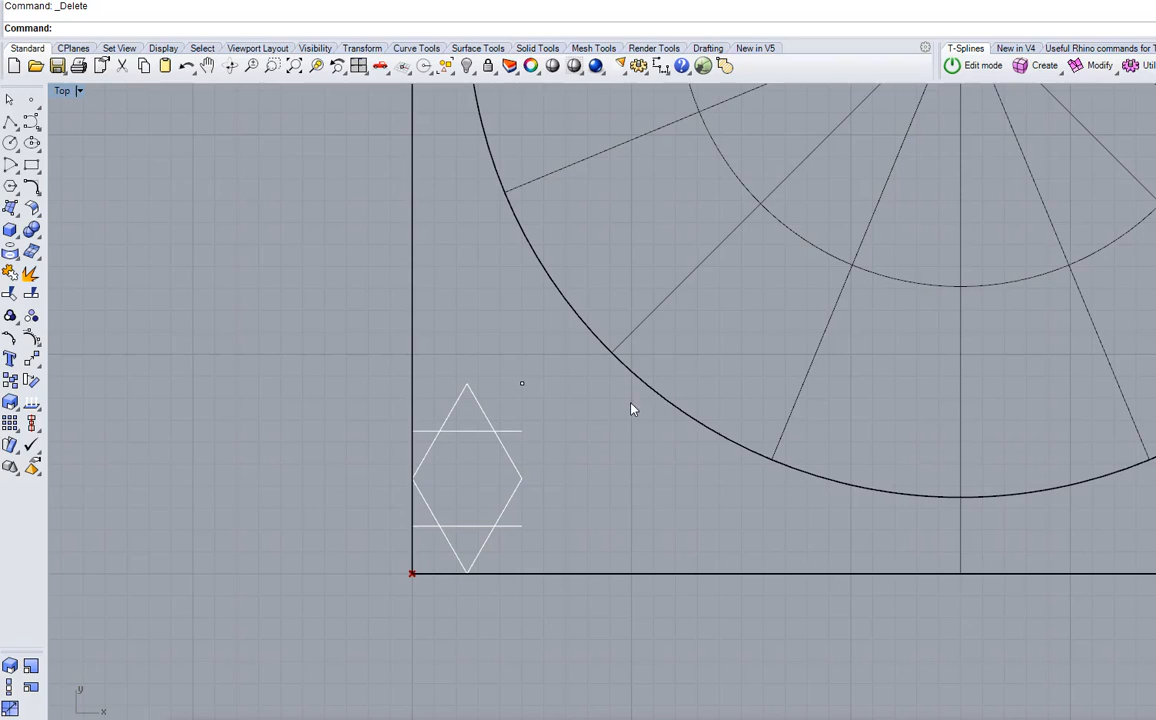 Command: _Delete
Command:
Standard CPlanes Set View Display Select Viewport Layout Visibility Transform Curve Tools Surface Tools Solid Tools Mesh Tools Render Tools Drafting New in V5 T-Splines New in V4 Useful Rhino commands for T
Edit mode Create Modify Util
Top
y
x